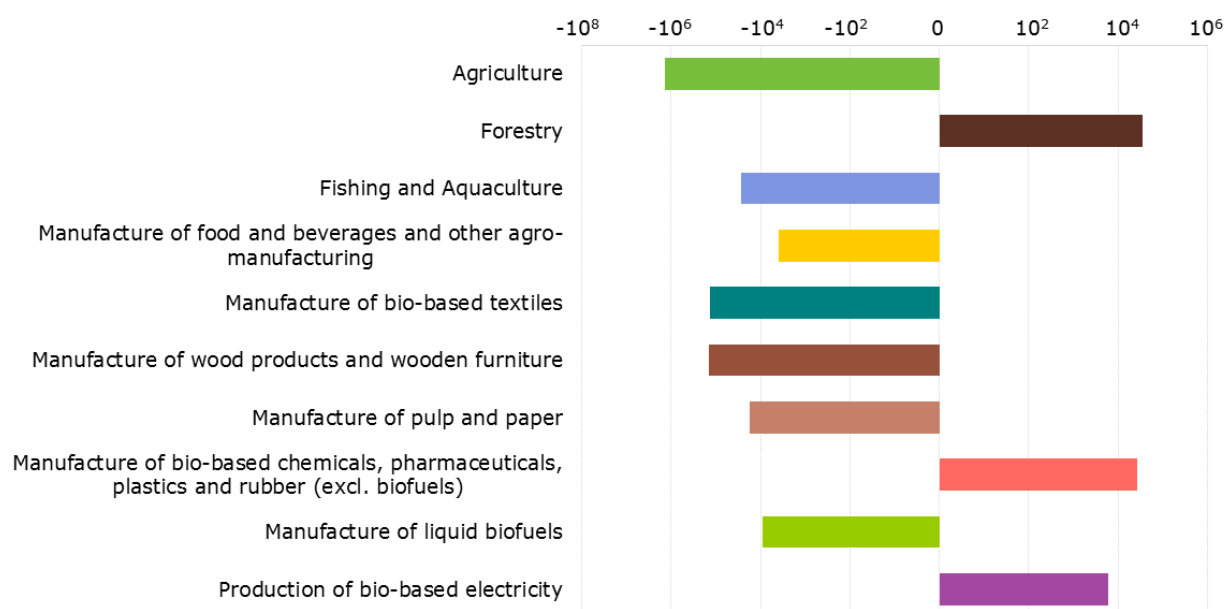 -10⁸ -10⁶ -10⁴ -10² 0 10² 10⁴ 10⁶
Agriculture
Forestry
Fishing and Aquaculture
Manufacture of food and beverages and other agro-
manufacturing
Manufacture of bio-based textiles
Manufacture of wood products and wooden furniture
Manufacture of pulp and paper
Manufacture of bio-based chemicals, pharmaceuticals,
plastics and rubber (excl. biofuels)
Manufacture of liquid biofuels
Production of bio-based electricity